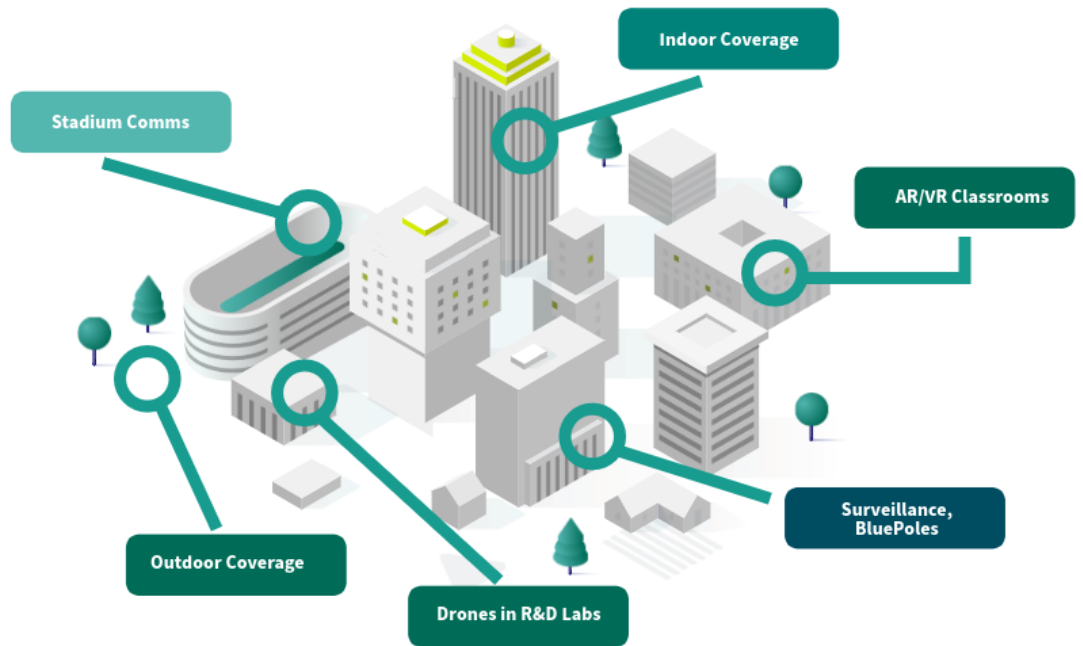 Indoor Coverage
Stadium Comms
AR/VR Classrooms
Surveillance,
BluePoles
Outdoor Coverage
Drones in R&D Labs